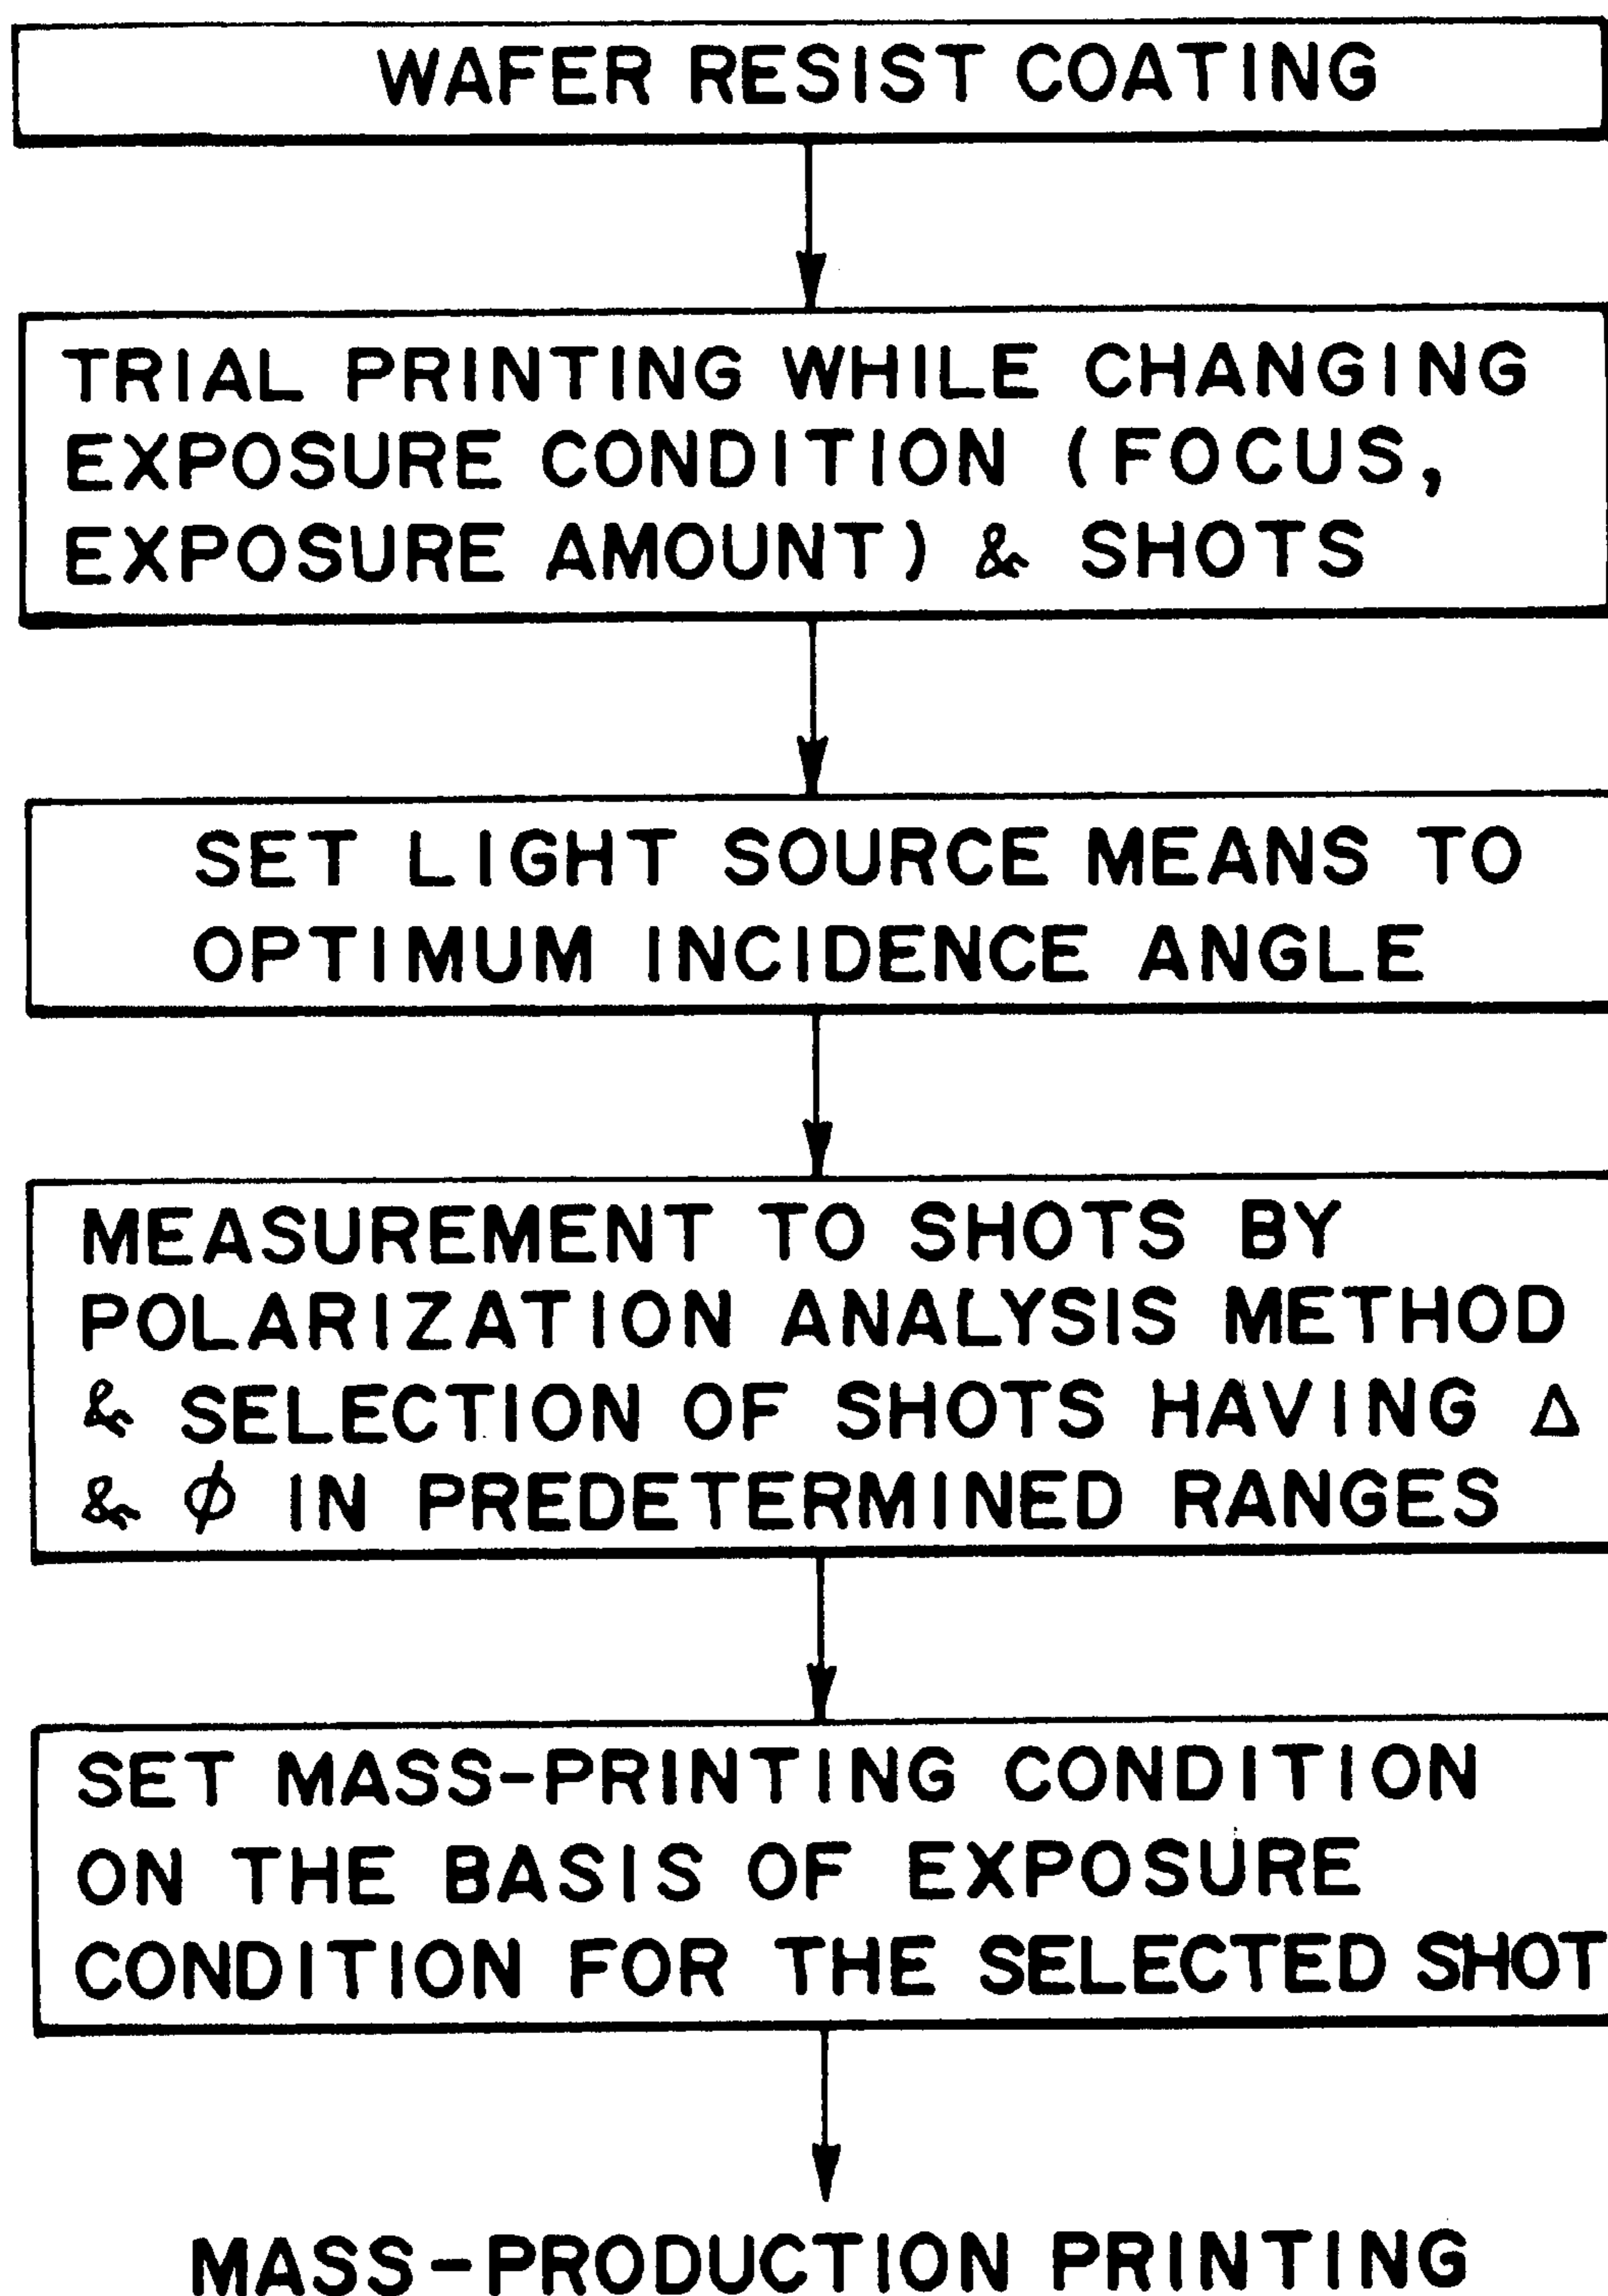 WAFER RESIST COATING
TRIAL PRINTING WHILE CHANGING
EXPOSURE CONDITION (FOCUS,
EXPOSURE AMOUNT) & SHOTS
SET LIGHT SOURCE MEANS TO
OPTIMUM INCIDENCE ANGLE
MEASUREMENT TO SHOTS BY
POLARIZATION ANALYSIS METHOD
& SELECTION OF SHOTS HAVING Δ
& ϕ IN PREDETERMINED RANGES
SET MASS-PRINTING CONDITION
ON THE BASIS OF EXPOSURE
CONDITION FOR THE SELECTED SHOT
MASS-PRODUCTION PRINTING